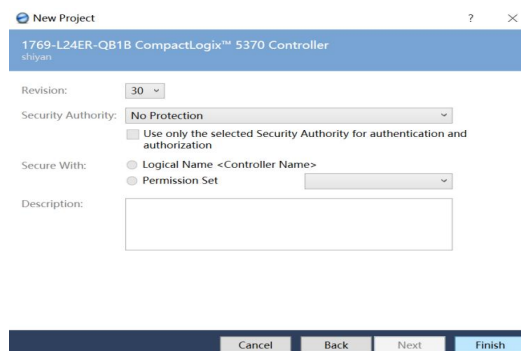 New Project
?
1769-L24ER-QB1B CompactLogix™ 5370 Controller
shiyan
Revision:
30
Security Authority:
No Protection
Use only the selected Security Authority for authentication and
authorization
Secure With:
Logical Name <Controller Name>
Permission Set
Description:
Cancel
Back
Next
Finish